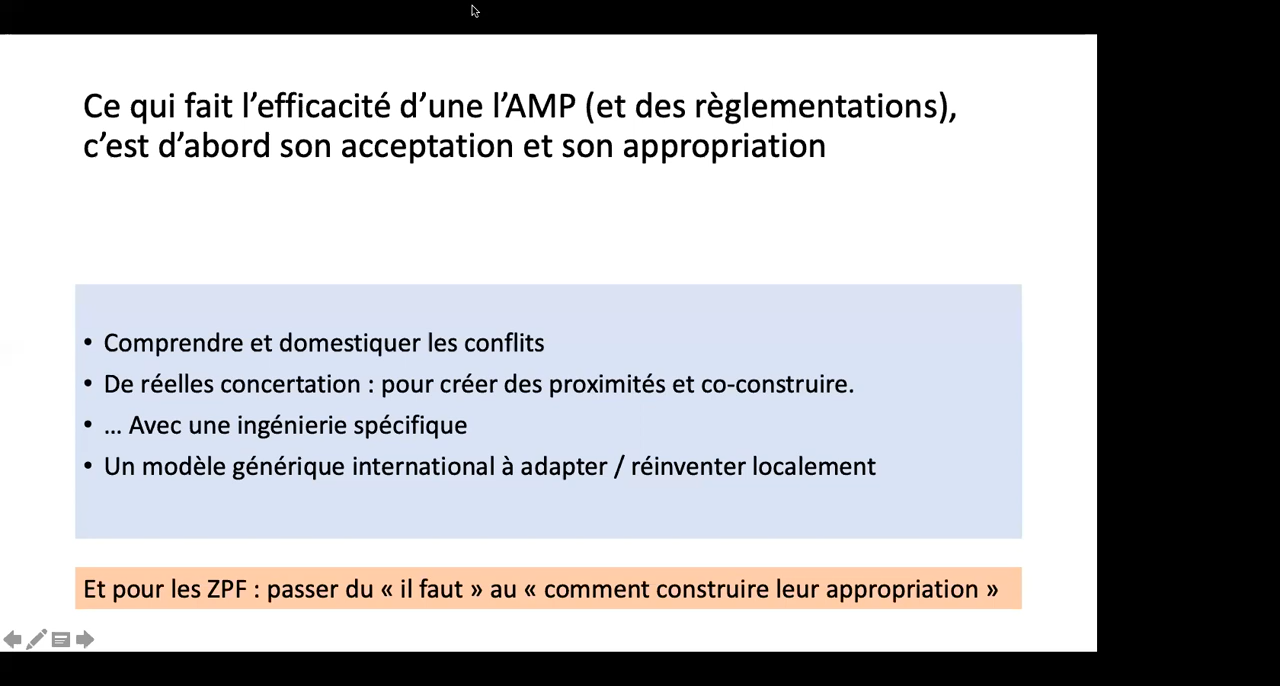 Ce qui fait l’efficacité d’une l’AMP (et des règlementations),
c’est d’abord son acceptation et son appropriation
• Comprendre et domestiquer les conflits
• De réelles concertation : pour créer des proximités et co-construire.
• … Avec une ingénierie spécifique
• Un modèle générique international à adapter / réinventer localement
Et pour les ZPF : passer du « il faut » au « comment construire leur appropriation »